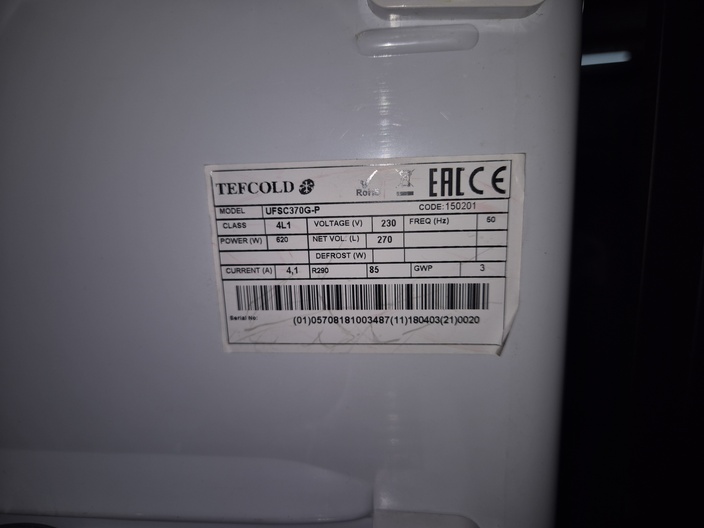 TEFCOLD RoHS EAC CE
MODEL UFSC370G-P CODE:150201
CLASS 4L1 VOLTAGE (V) 230 FREQ (Hz) 50
POWER (W) 620 NET VOL. (L) 270
DEFROST (W)
CURRENT (A) 4,1 R290 85 GWP 3
Serial No: (01)05708181003487(11)180403(21)0020